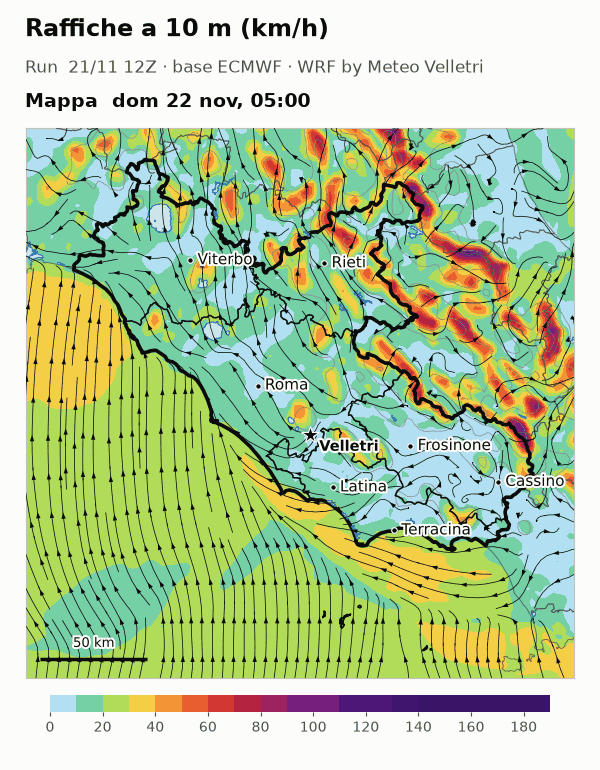 Raffiche a 10 m (km/h)
Run  21/11 12Z · base ECMWF · WRF by Meteo Velletri
Mappa  dom 22 nov, 05:00
Viterbo
Rieti
Roma
Velletri
Frosinone
Latina
Cassino
Terracina
50 km
0 20 40 60 80 100 120 140 160 180